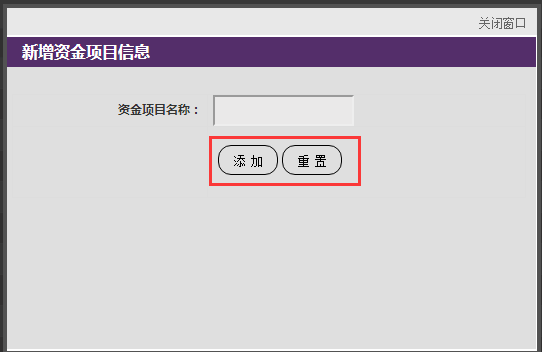 关闭窗口
新增资金项目信息
资金项目名称：
添 加 重 置